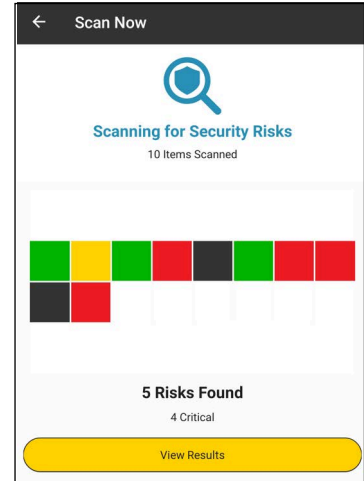 Scan Now
Scanning for Security Risks
10 Items Scanned
5 Risks Found
4 Critical
View Results